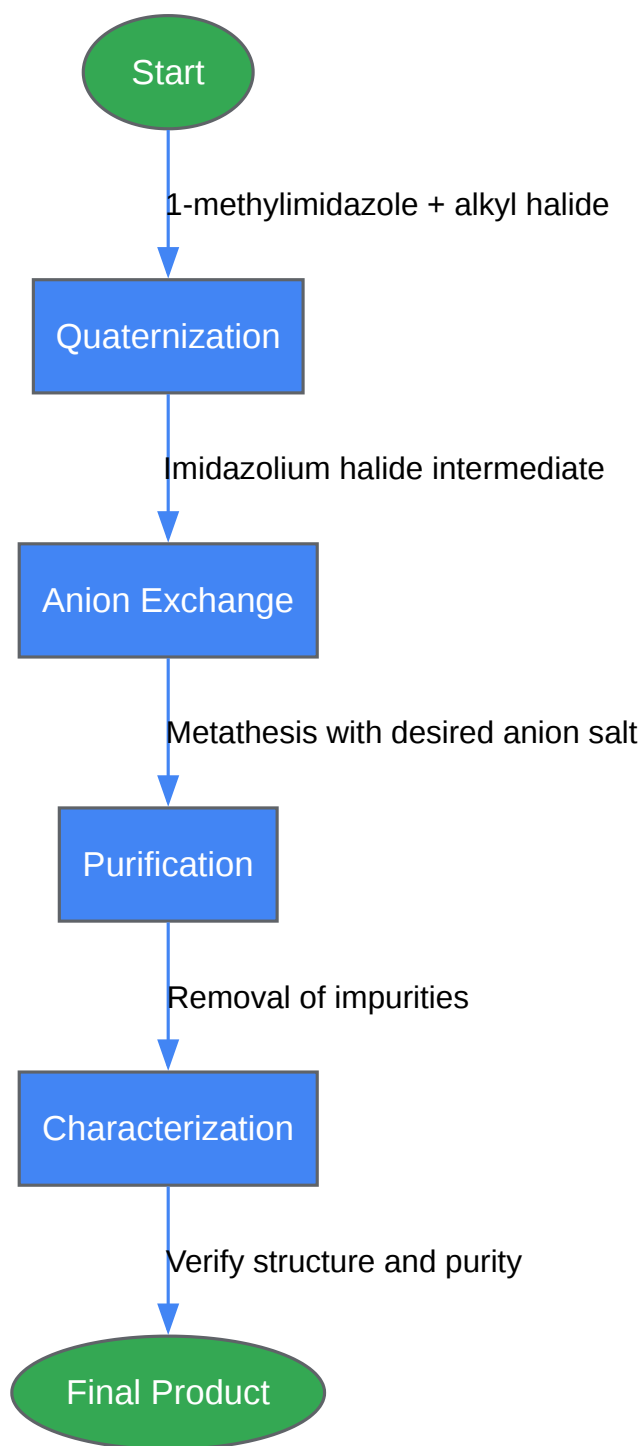 Start
1-methylimidazole + alkyl halide
Quaternization
Imidazolium halide intermediate
Anion Exchange
Metathesis with desired anion salt
Purification
Removal of impurities
Characterization
Verify structure and purity
Final Product